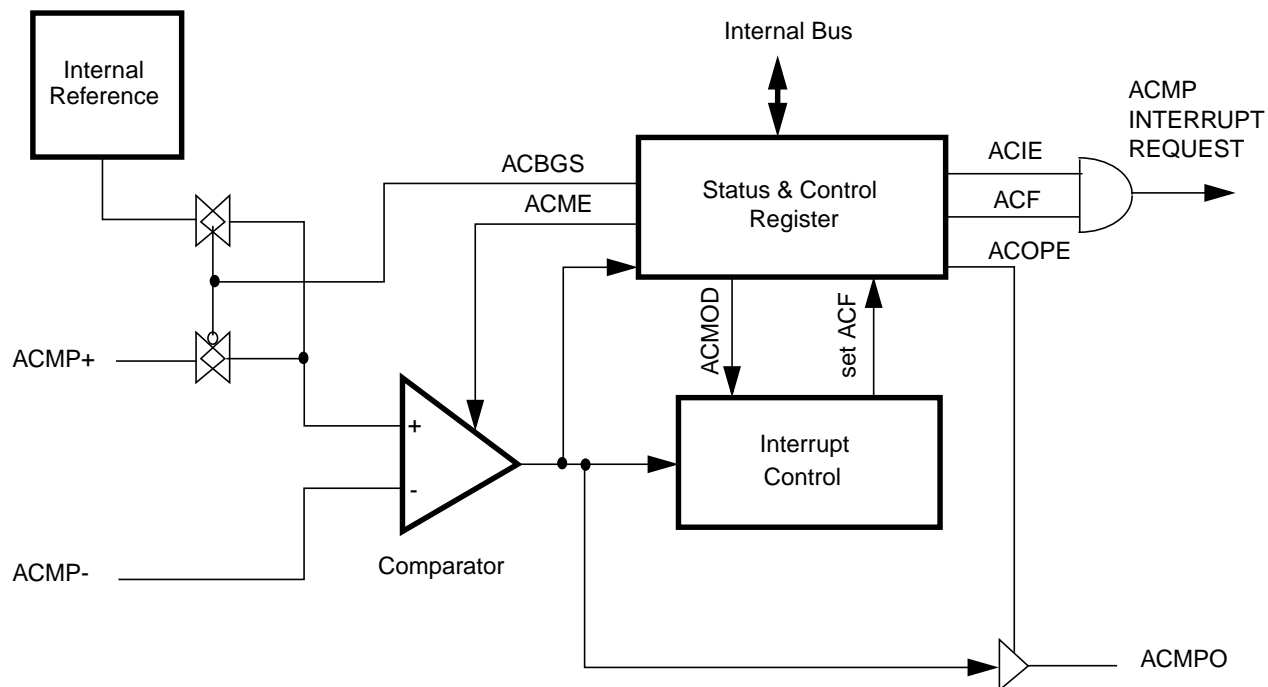 Internal Bus
Internal
Reference
ACMP
INTERRUPT
REQUEST
ACBGS
ACME
Status & Control
Register
ACIE
ACF
ACOPE
ACMOD
set ACF
ACMP+
+
-
Interrupt
Control
Comparator
ACMP-
ACMPO